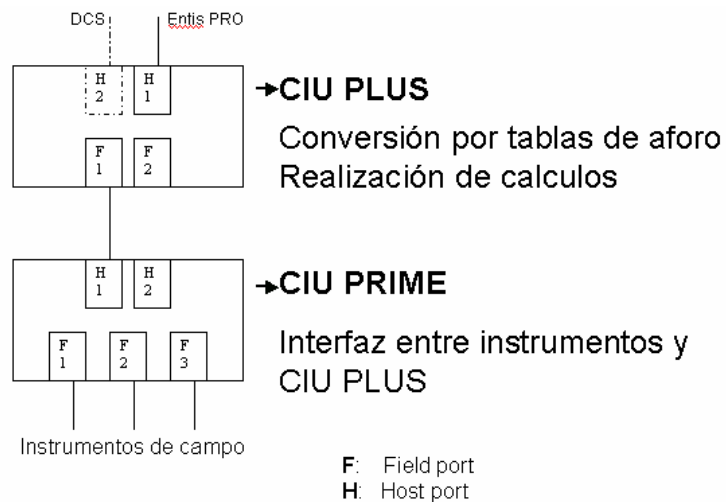 DCS Entis PRO
H
2
H
1
CIU PLUS
Conversión por tablas de aforo
Realización de calculos
F
1
F
2
H
1
H
2
CIU PRIME
Interfaz entre instrumentos y
CIU PLUS
F
1
F
2
F
3
Instrumentos de campo
F: Field port
H: Host port